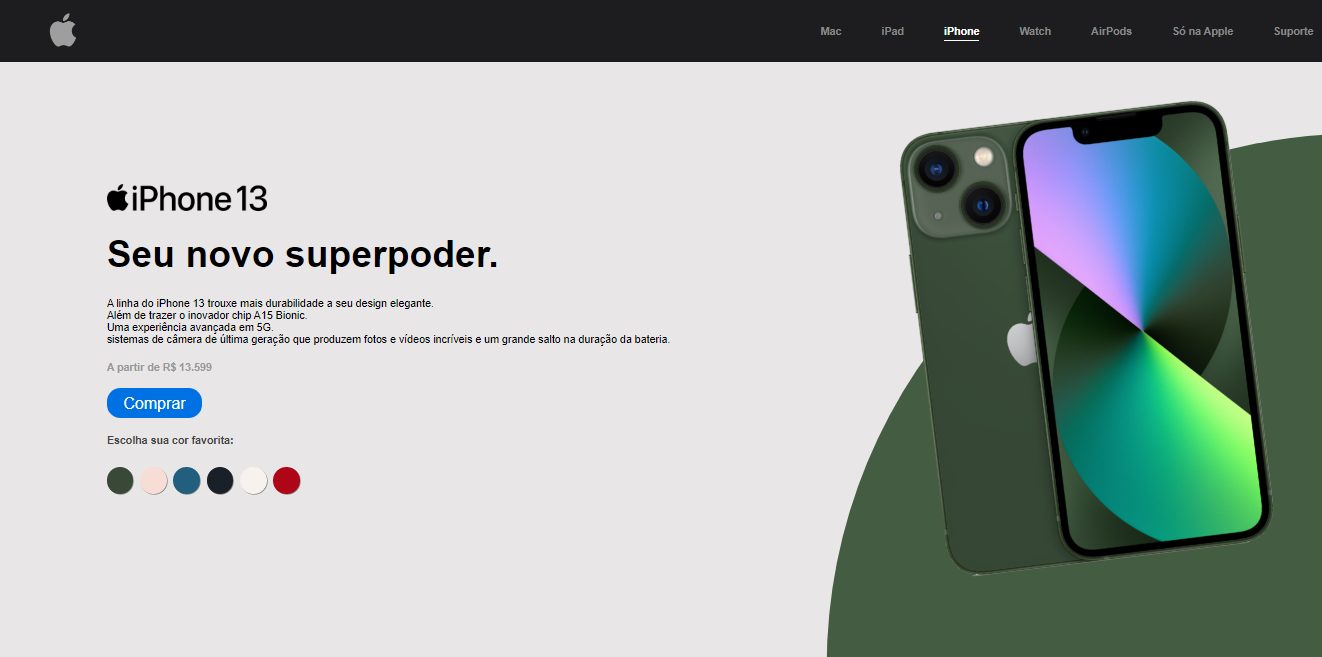 Mac iPad iPhone Watch AirPods Só na Apple Suporte
iPhone 13
Seu novo superpoder.
A linha do iPhone 13 trouxe mais durabilidade a seu design elegante.
Além de trazer o inovador chip A15 Bionic.
Uma experiência avançada em 5G.
sistemas de câmera de última geração que produzem fotos e vídeos incríveis e um grande salto na duração da bateria.
A partir de R$ 13.599
Comprar
Escolha sua cor favorita: